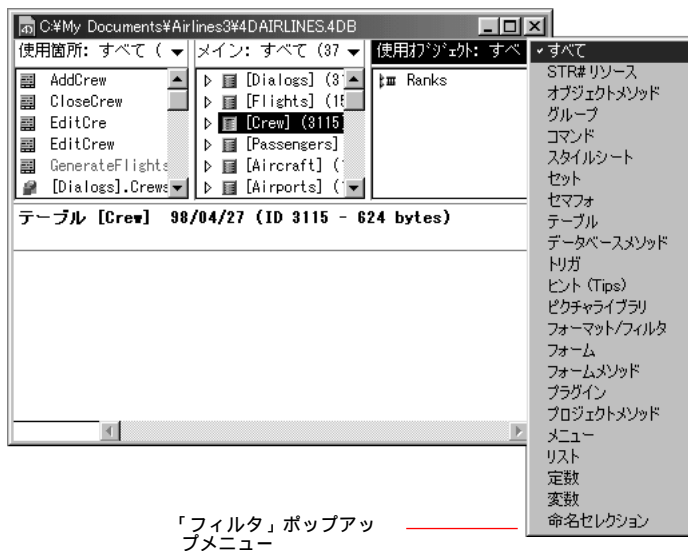 C:¥My Documents¥Airlines3¥4DAIRLINES.4DB
使用箇所: すべて (
メイン: すべて (37
使用ｵﾌﾞｼﾞｪｸﾄ: すべ
AddCrew
CloseCrew
EditCre
EditCrew
GenerateFlights
[Dialogs].Crews
[Dialogs] (3
[Flights] (15
[Crew] (3115
[Passengers]
[Aircraft] (
[Airports] (
Ranks
テーブル [Crew] 98/04/27 (ID 3115 - 624 bytes)
すべて
STR# リソース
オブジェクトメソッド
グループ
コマンド
スタイルシート
セット
セマフォ
テーブル
データベースメソッド
トリガ
ヒント (Tips)
ピクチャライブラリ
フォーマット/フィルタ
フォーム
フォームメソッド
プラグイン
プロジェクトメソッド
メニュー
リスト
定数
変数
命名セレクション
「フィルタ」ポップアッ
プメニュー